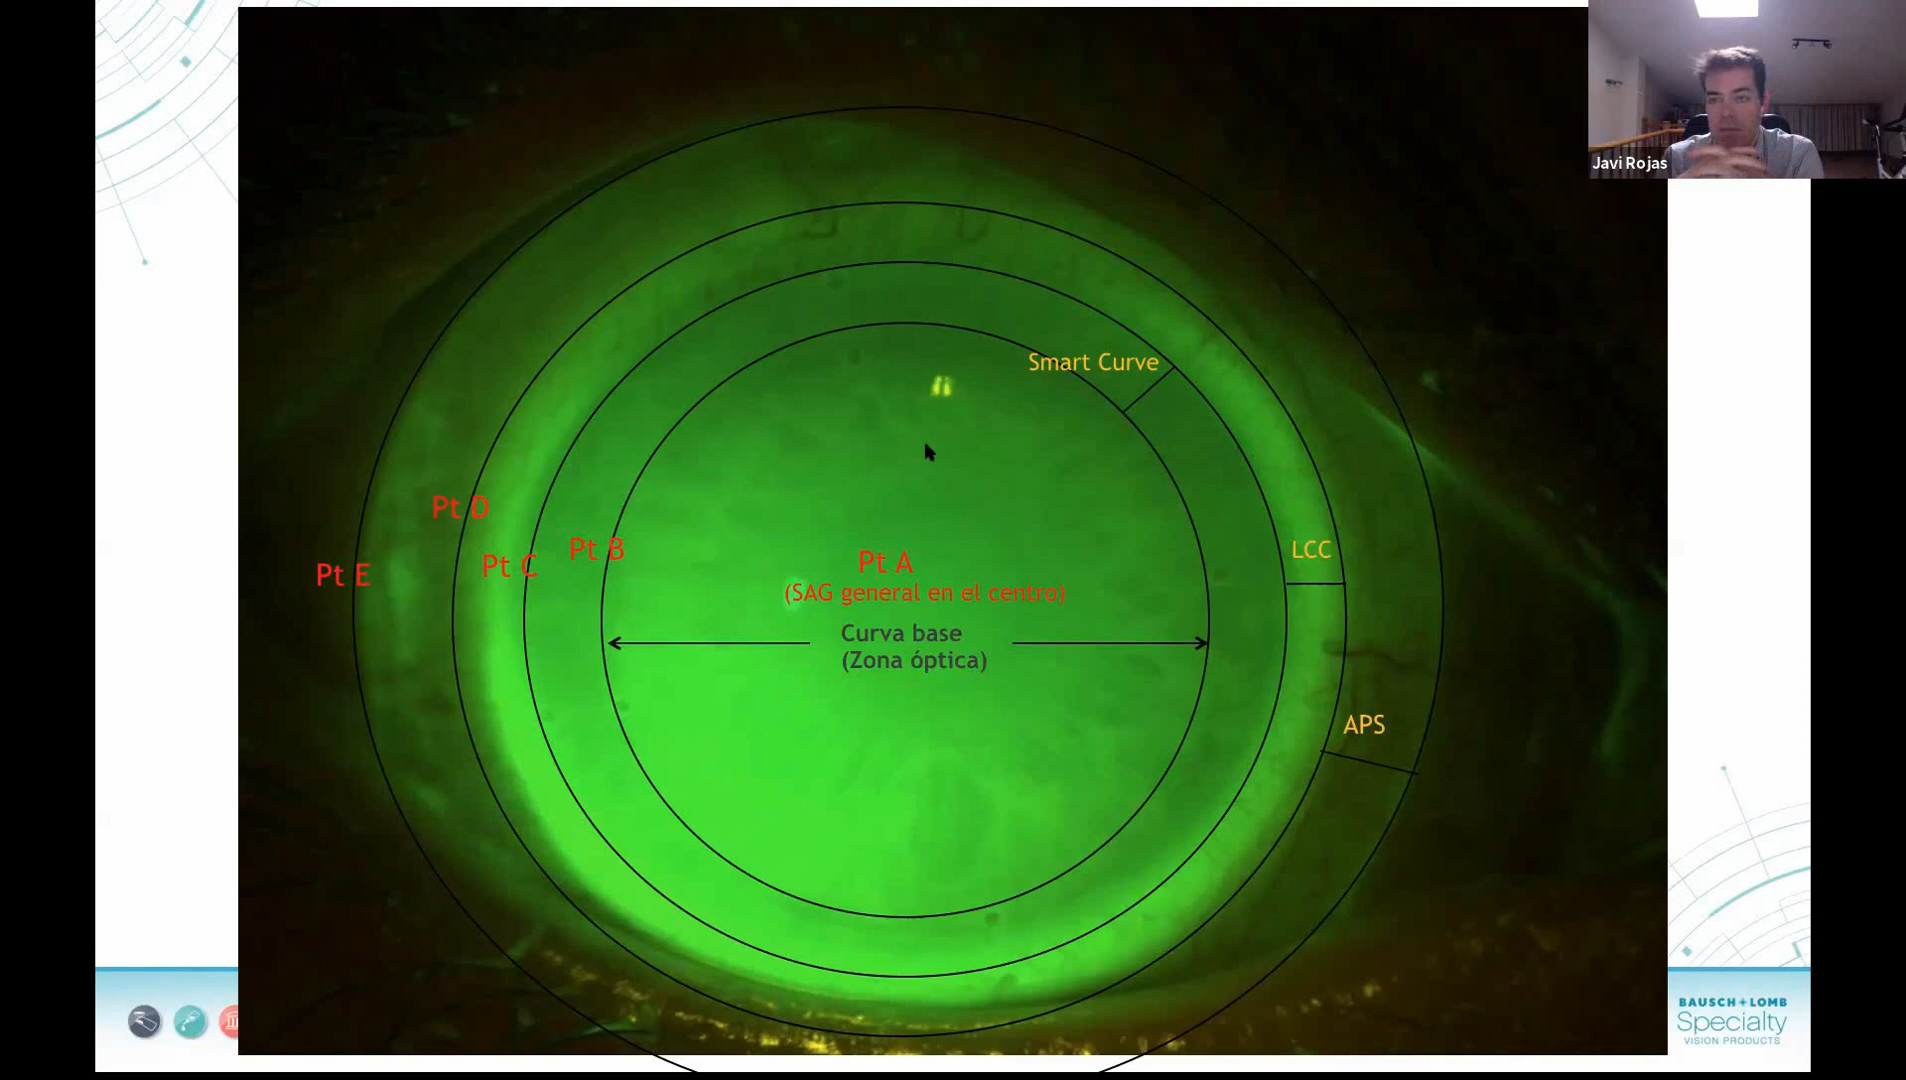 Javi Rojas
Smart Curve
Pt D
LCC
Pt B
Pt C
Pt A
Pt E
(SAG general en el centro)
Curva base
(Zona óptica)
APS
BAUSCH + LOMB
Specialty
VISION PRODUCTS